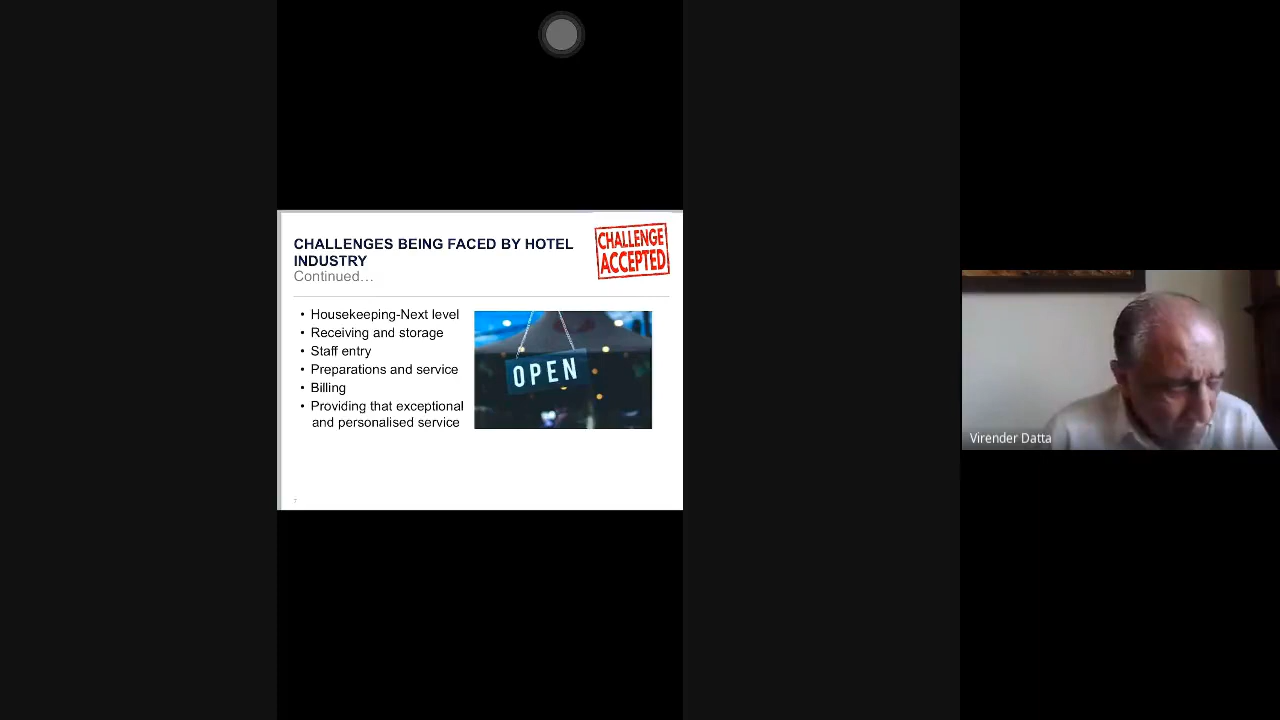 CHALLENGES BEING FACED BY HOTEL
INDUSTRY
Continued…
CHALLENGE
ACCEPTED
• Housekeeping-Next level
• Receiving and storage
• Staff entry
• Preparations and service
• Billing
• Providing that exceptional
and personalised service
OPEN
Virender Datta